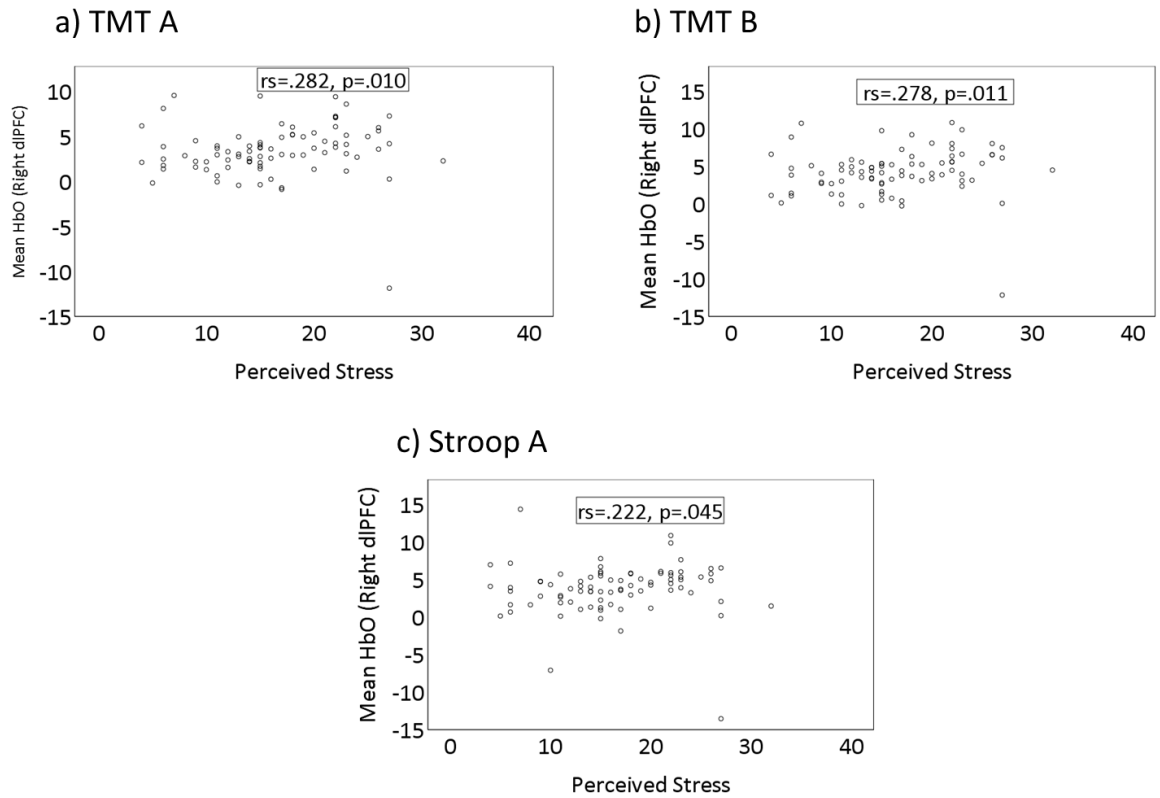 a) TMT A
rs=.282, p=.010
Mean HbO (Right dlPFC)
10
5
0
-5
-10
-15
0 10 20 30 40
Perceived Stress
b) TMT B
rs=.278, p=.011
Mean HbO (Right dlPFC)
15
10
5
0
-5
-10
-15
0 10 20 30 40
Perceived Stress
c) Stroop A
rs=.222, p=.045
Mean HbO (Right dlPFC)
15
10
5
0
-5
-10
-15
0 10 20 30 40
Perceived Stress